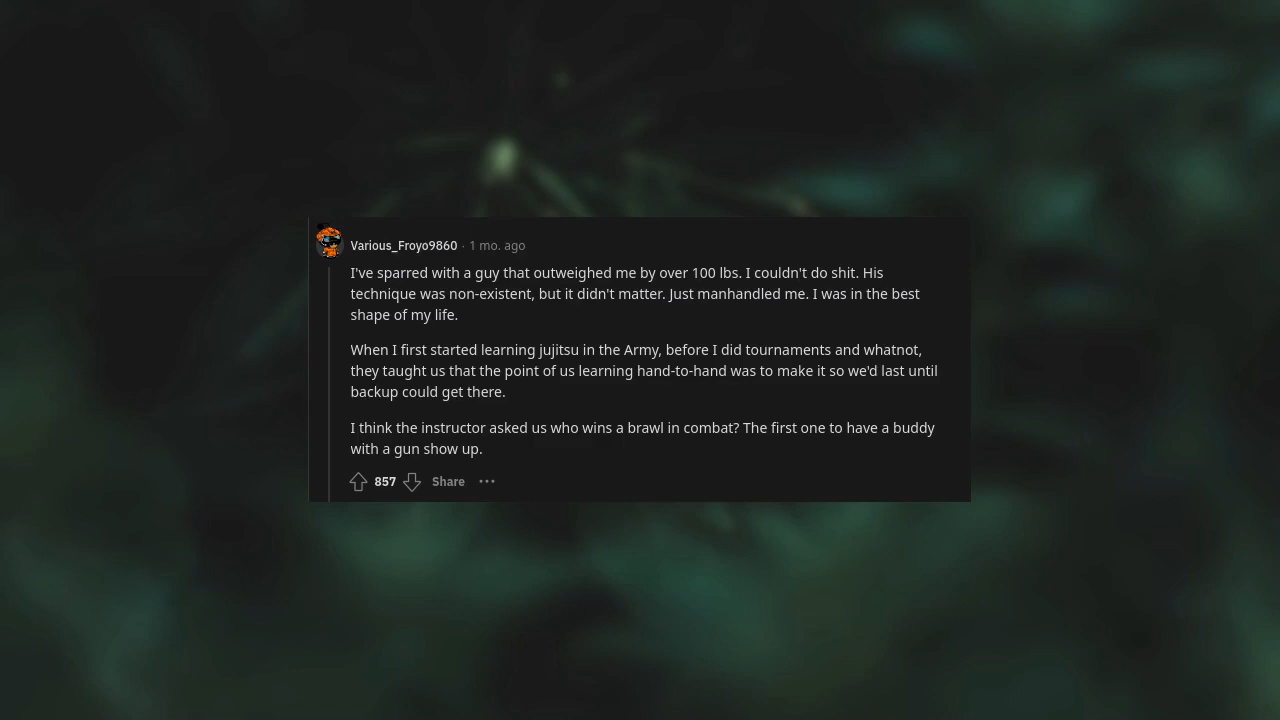 Various_Froyo9860 · 1 mo. ago
I've sparred with a guy that outweighed me by over 100 lbs. I couldn't do shit. His
technique was non-existent, but it didn't matter. Just manhandled me. I was in the best
shape of my life.
When I first started learning jujitsu in the Army, before I did tournaments and whatnot,
they taught us that the point of us learning hand-to-hand was to make it so we'd last until
backup could get there.
I think the instructor asked us who wins a brawl in combat? The first one to have a buddy
with a gun show up.
857 Share ···